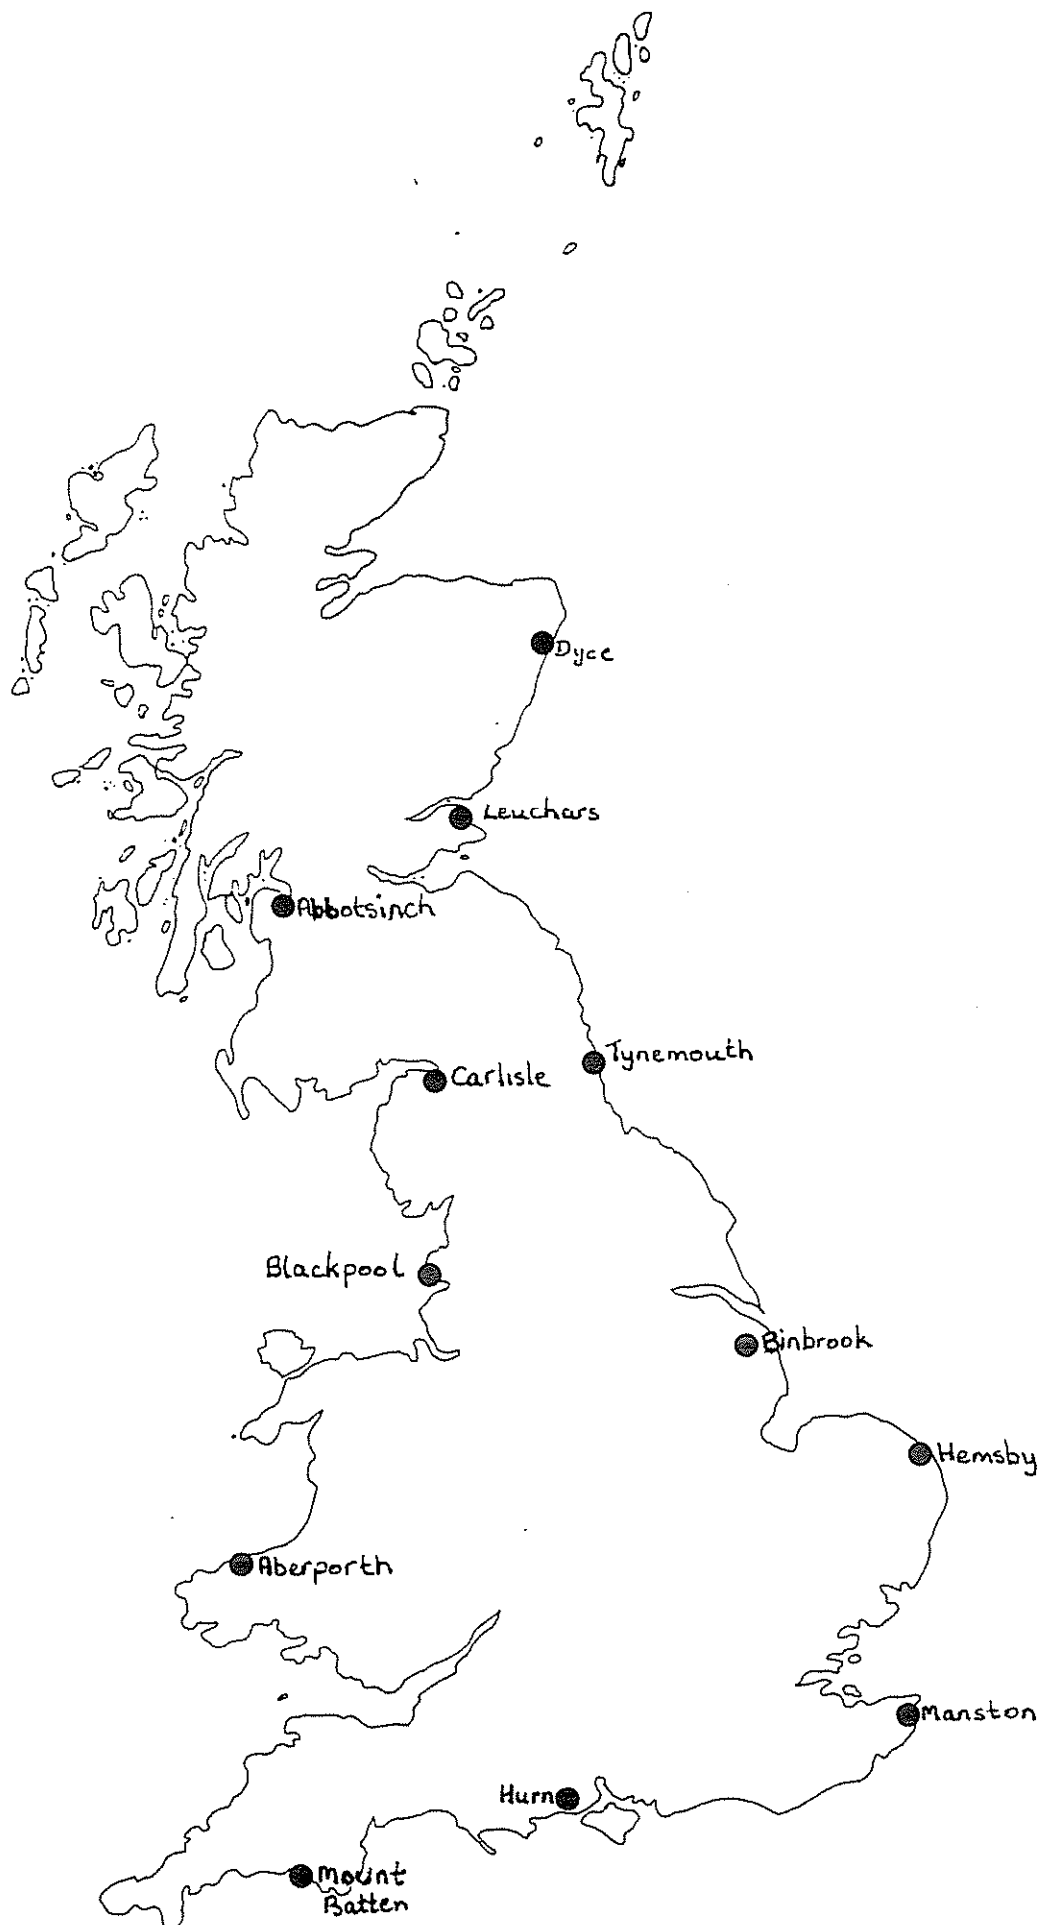 Dyce
Leuchars
Abbotsinch
Tynemouth
Carlisle
Blackpool
Binbrook
Hemsby
Aberporth
Manston
Hurn
Mount
Batten